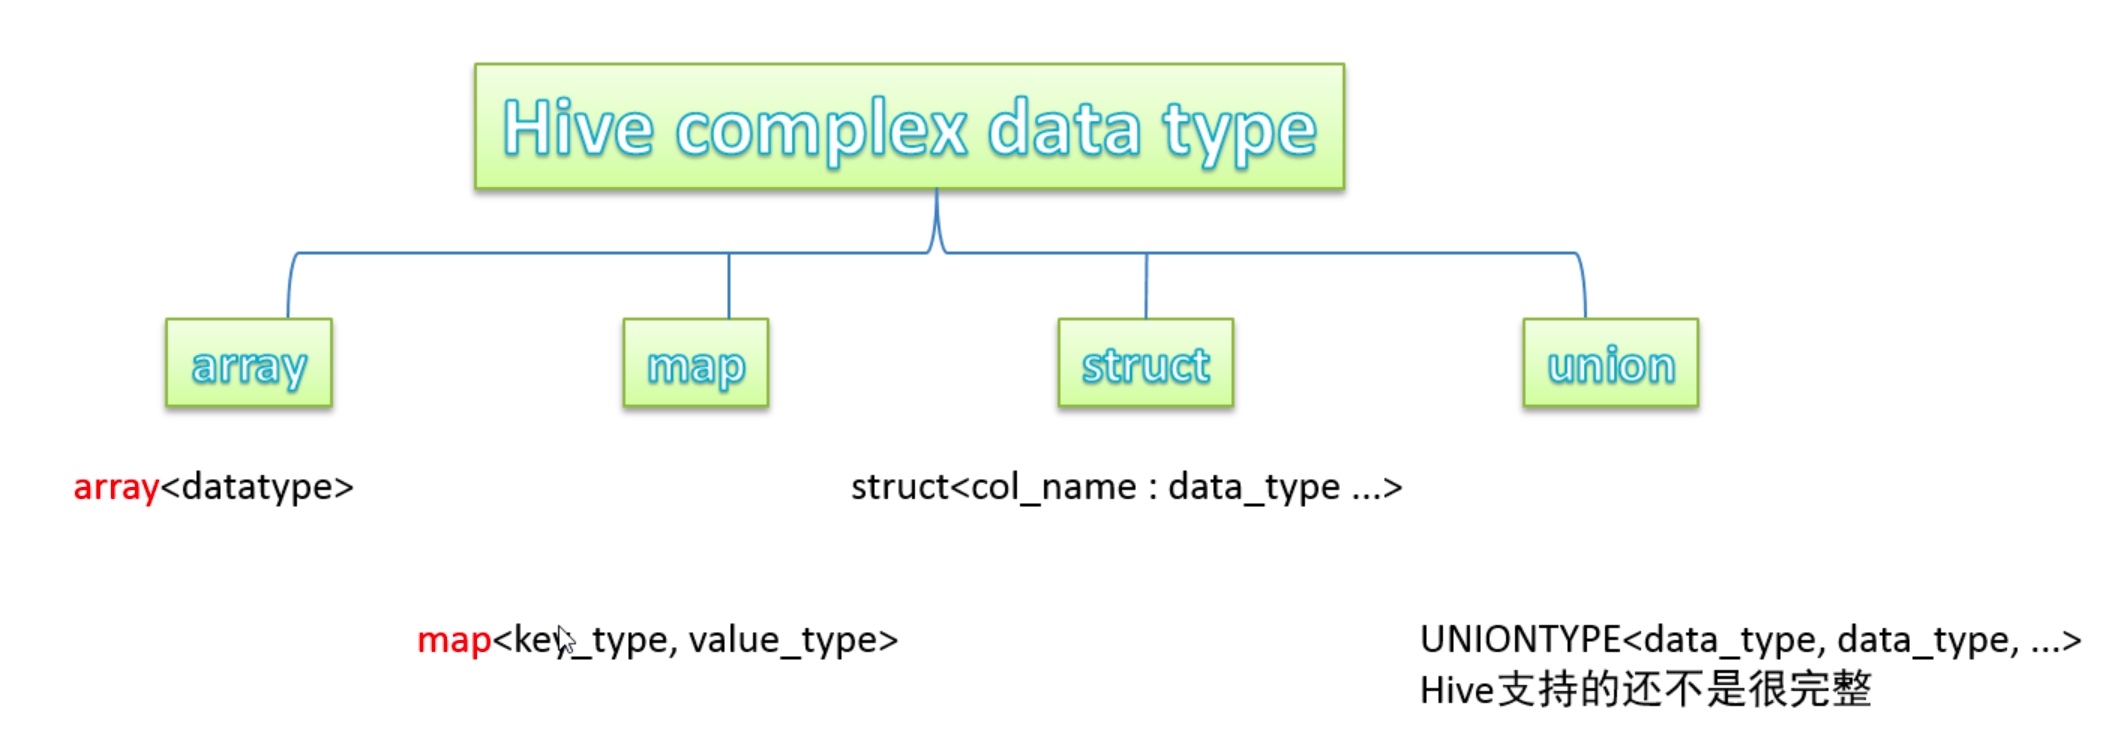 Hive complex data type
array
map
struct
union
array<datatype>
struct<col_name : data_type ...>
map<key_type, value_type>
UNIONTYPE<data_type, data_type, ...>
Hive支持的还不是很完整